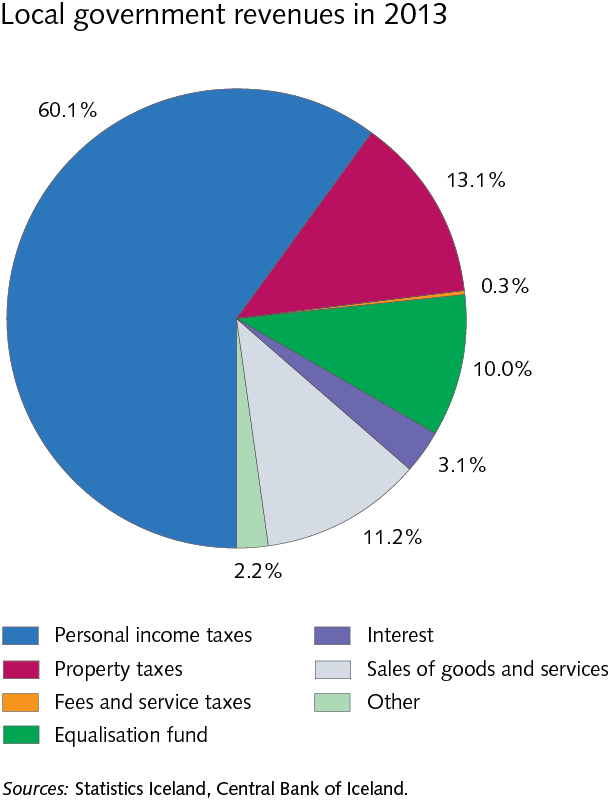 Local government revenues in 2013
60.1%
13.1%
0.3%
10.0%
3.1%
11.2%
2.2%
Personal income taxes
Property taxes
Fees and service taxes
Equalisation fund
Interest
Sales of goods and services
Other
Sources: Statistics Iceland, Central Bank of Iceland.